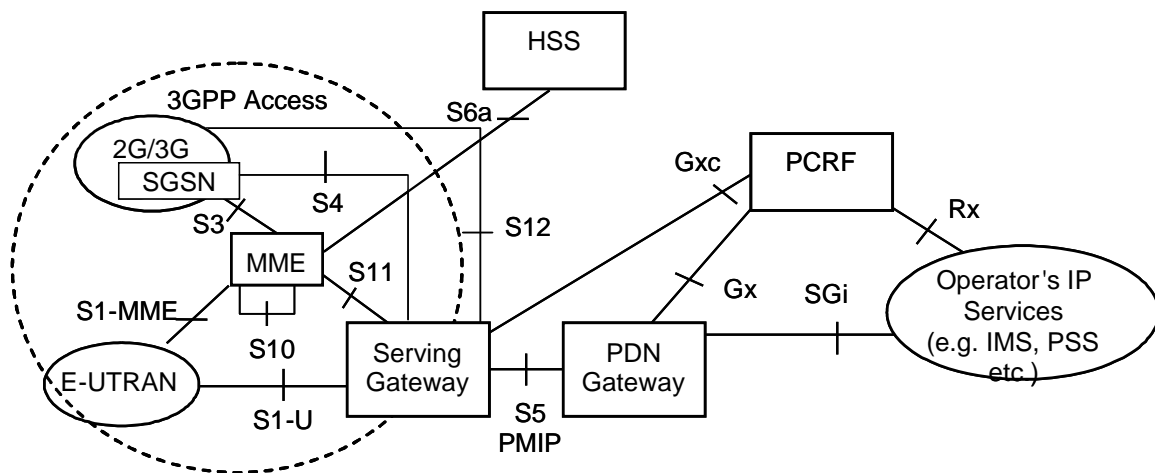 HSS
3GPP Access
S6a
2G/3G
SGSN
Gxc
PCRF
S4
S3
S12
Rx
MME
S11
Gx
SGi
Operator's IP
Services
(e.g. IMS, PSS
etc.)
S1-MME
S10
Serving
Gateway
PDN
Gateway
E-UTRAN
S1-U
S5
PMIP